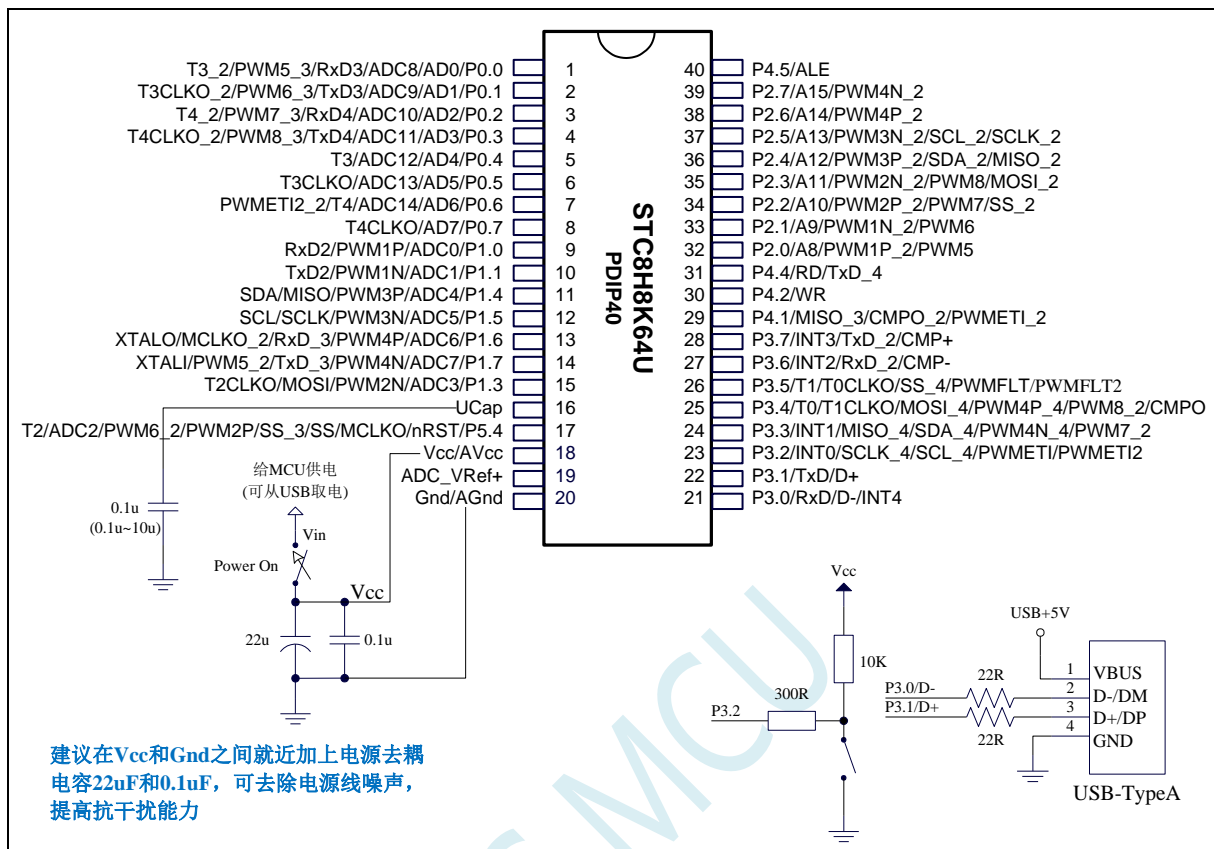 T3_2/PWM5_3/RxD3/ADC8/AD0/P0.0 1
T3CLKO_2/PWM6_3/TxD3/ADC9/AD1/P0.1 2
T4_2/PWM7_3/RxD4/ADC10/AD2/P0.2 3
T4CLKO_2/PWM8_3/TxD4/ADC11/AD3/P0.3 4
T3/ADC12/AD4/P0.4 5
T3CLKO/ADC13/AD5/P0.5 6
PWMETI2_2/T4/ADC14/AD6/P0.6 7
T4CLKO/AD7/P0.7 8
RxD2/PWM1P/ADC0/P1.0 9
TxD2/PWM1N/ADC1/P1.1 10
SDA/MISO/PWM3P/ADC4/P1.4 11
SCL/SCLK/PWM3N/ADC5/P1.5 12
XTALO/MCLKO_2/RxD_3/PWM4P/ADC6/P1.6 13
XTALI/PWM5_2/TxD_3/PWM4N/ADC7/P1.7 14
T2CLKO/MOSI/PWM2N/ADC3/P1.3 15
UCap 16
T2/ADC2/PWM6_2/PWM2P/SS_3/SS/MCLKO/nRST/P5.4 17
Vcc/AVcc 18
ADC_VRef+ 19
Gnd/AGnd 20
STC8H8K64U
PDIP40
40 P4.5/ALE
39 P2.7/A15/PWM4N_2
38 P2.6/A14/PWM4P_2
37 P2.5/A13/PWM3N_2/SCL_2/SCLK_2
36 P2.4/A12/PWM3P_2/SDA_2/MISO_2
35 P2.3/A11/PWM2N_2/PWM8/MOSI_2
34 P2.2/A10/PWM2P_2/PWM7/SS_2
33 P2.1/A9/PWM1N_2/PWM6
32 P2.0/A8/PWM1P_2/PWM5
31 P4.4/RD/TxD_4
30 P4.2/WR
29 P4.1/MISO_3/CMPO_2/PWMETI_2
28 P3.7/INT3/TxD_2/CMP+
27 P3.6/INT2/RxD_2/CMP-
26 P3.5/T1/T0CLKO/SS_4/PWMFLT/PWMFLT2
25 P3.4/T0/T1CLKO/MOSI_4/PWM4P_4/PWM8_2/CMPO
24 P3.3/INT1/MISO_4/SDA_4/PWM4N_4/PWM7_2
23 P3.2/INT0/SCLK_4/SCL_4/PWMETI/PWMETI2
22 P3.1/TxD/D+
21 P3.0/RxD/D-/INT4
0.1u
(0.1u~10u)
给MCU供电
(可从USB取电)
Vin
Power On
Vcc
22u
0.1u
建议在Vcc和Gnd之间就近加上电源去耦
电容22uF和0.1uF，可去除电源线噪声，
提高抗干扰能力
Vcc
10K
300R
P3.2
USB+5V
P3.0/D-
P3.1/D+
22R
22R
1 VBUS
2 D-/DM
3 D+/DP
4 GND
USB-TypeA
MCU